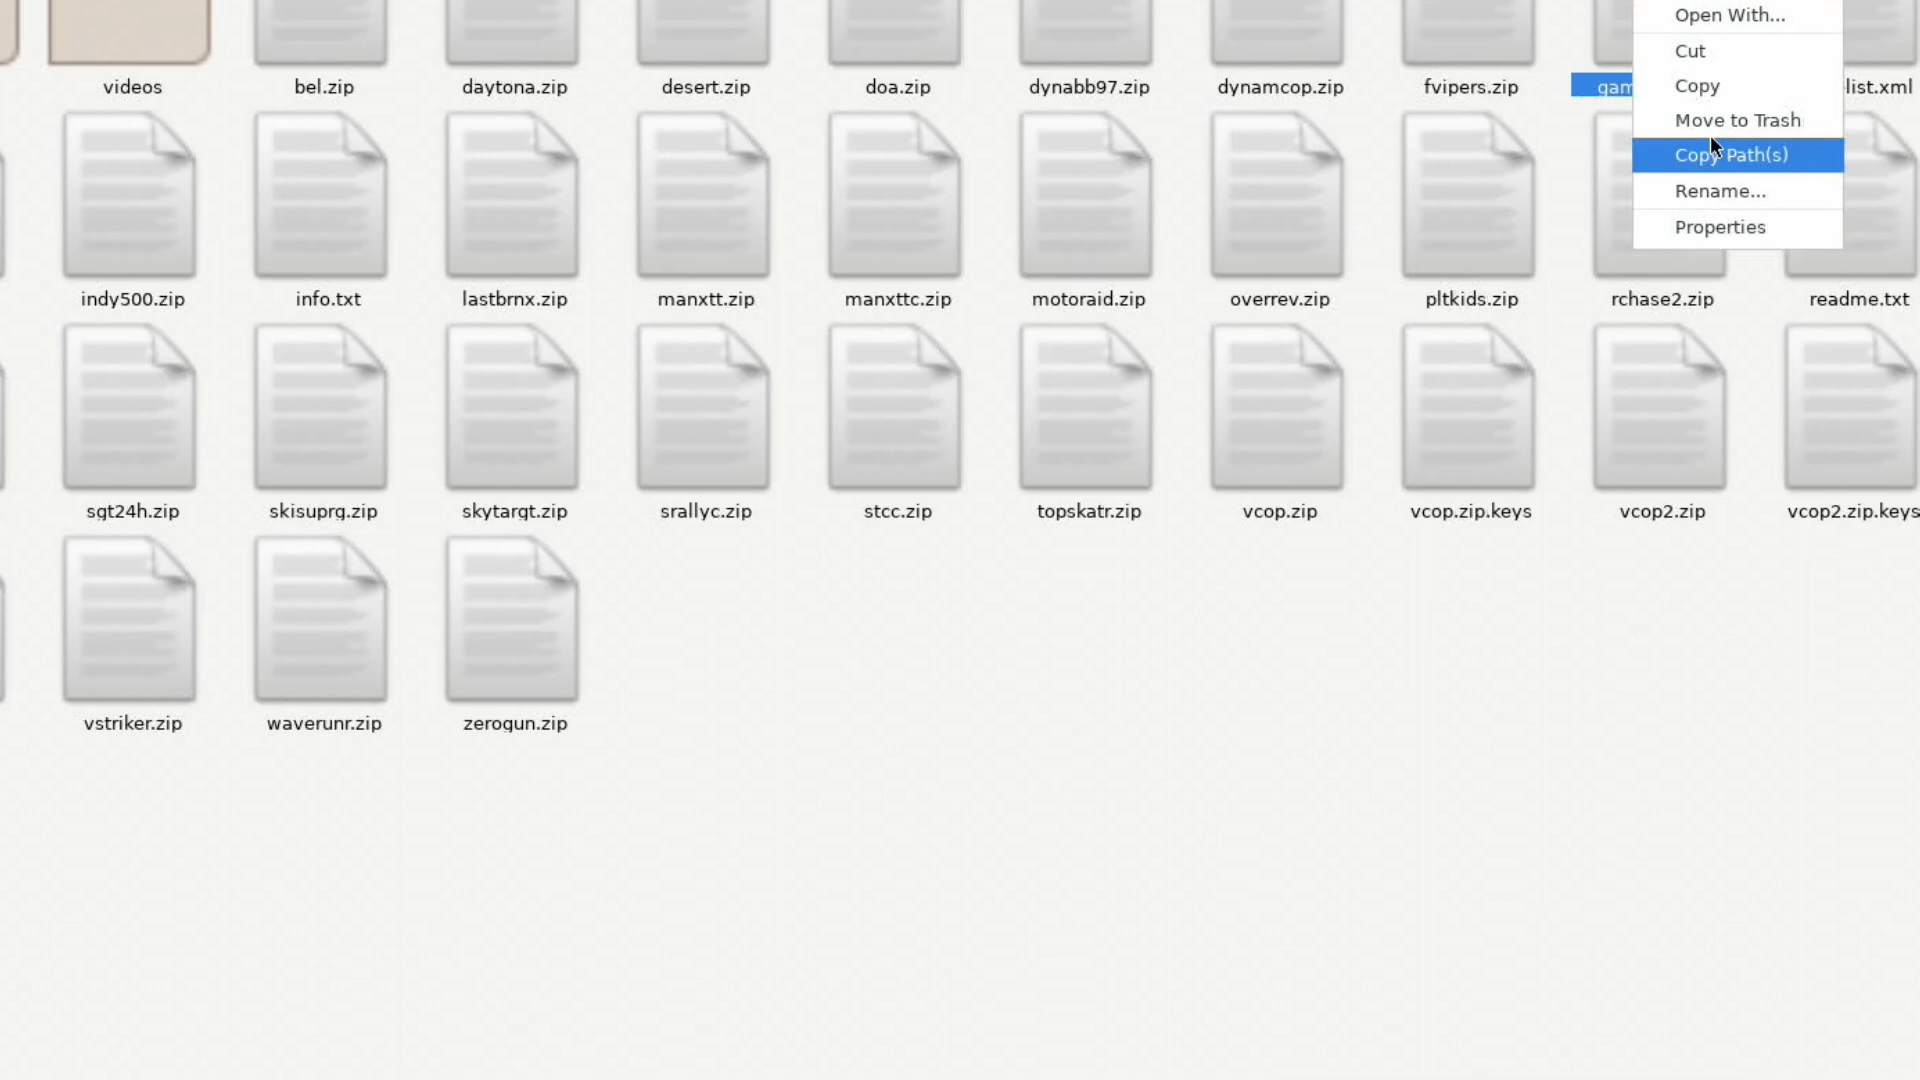 Open With...
Cut
Copy
Move to Trash
Copy Path(s)
Rename...
Properties
videos
bel.zip
daytona.zip
desert.zip
doa.zip
dynabb97.zip
dynamcop.zip
fvipers.zip
gam
list.xml
indy500.zip
info.txt
lastbrnx.zip
manxtt.zip
manxttc.zip
motoraid.zip
overrev.zip
pltkids.zip
rchase2.zip
readme.txt
sgt24h.zip
skisuprg.zip
skytargt.zip
srallyc.zip
stcc.zip
topskatr.zip
vcop.zip
vcop.zip.keys
vcop2.zip
vcop2.zip.keys
vstriker.zip
waverunr.zip
zerogun.zip